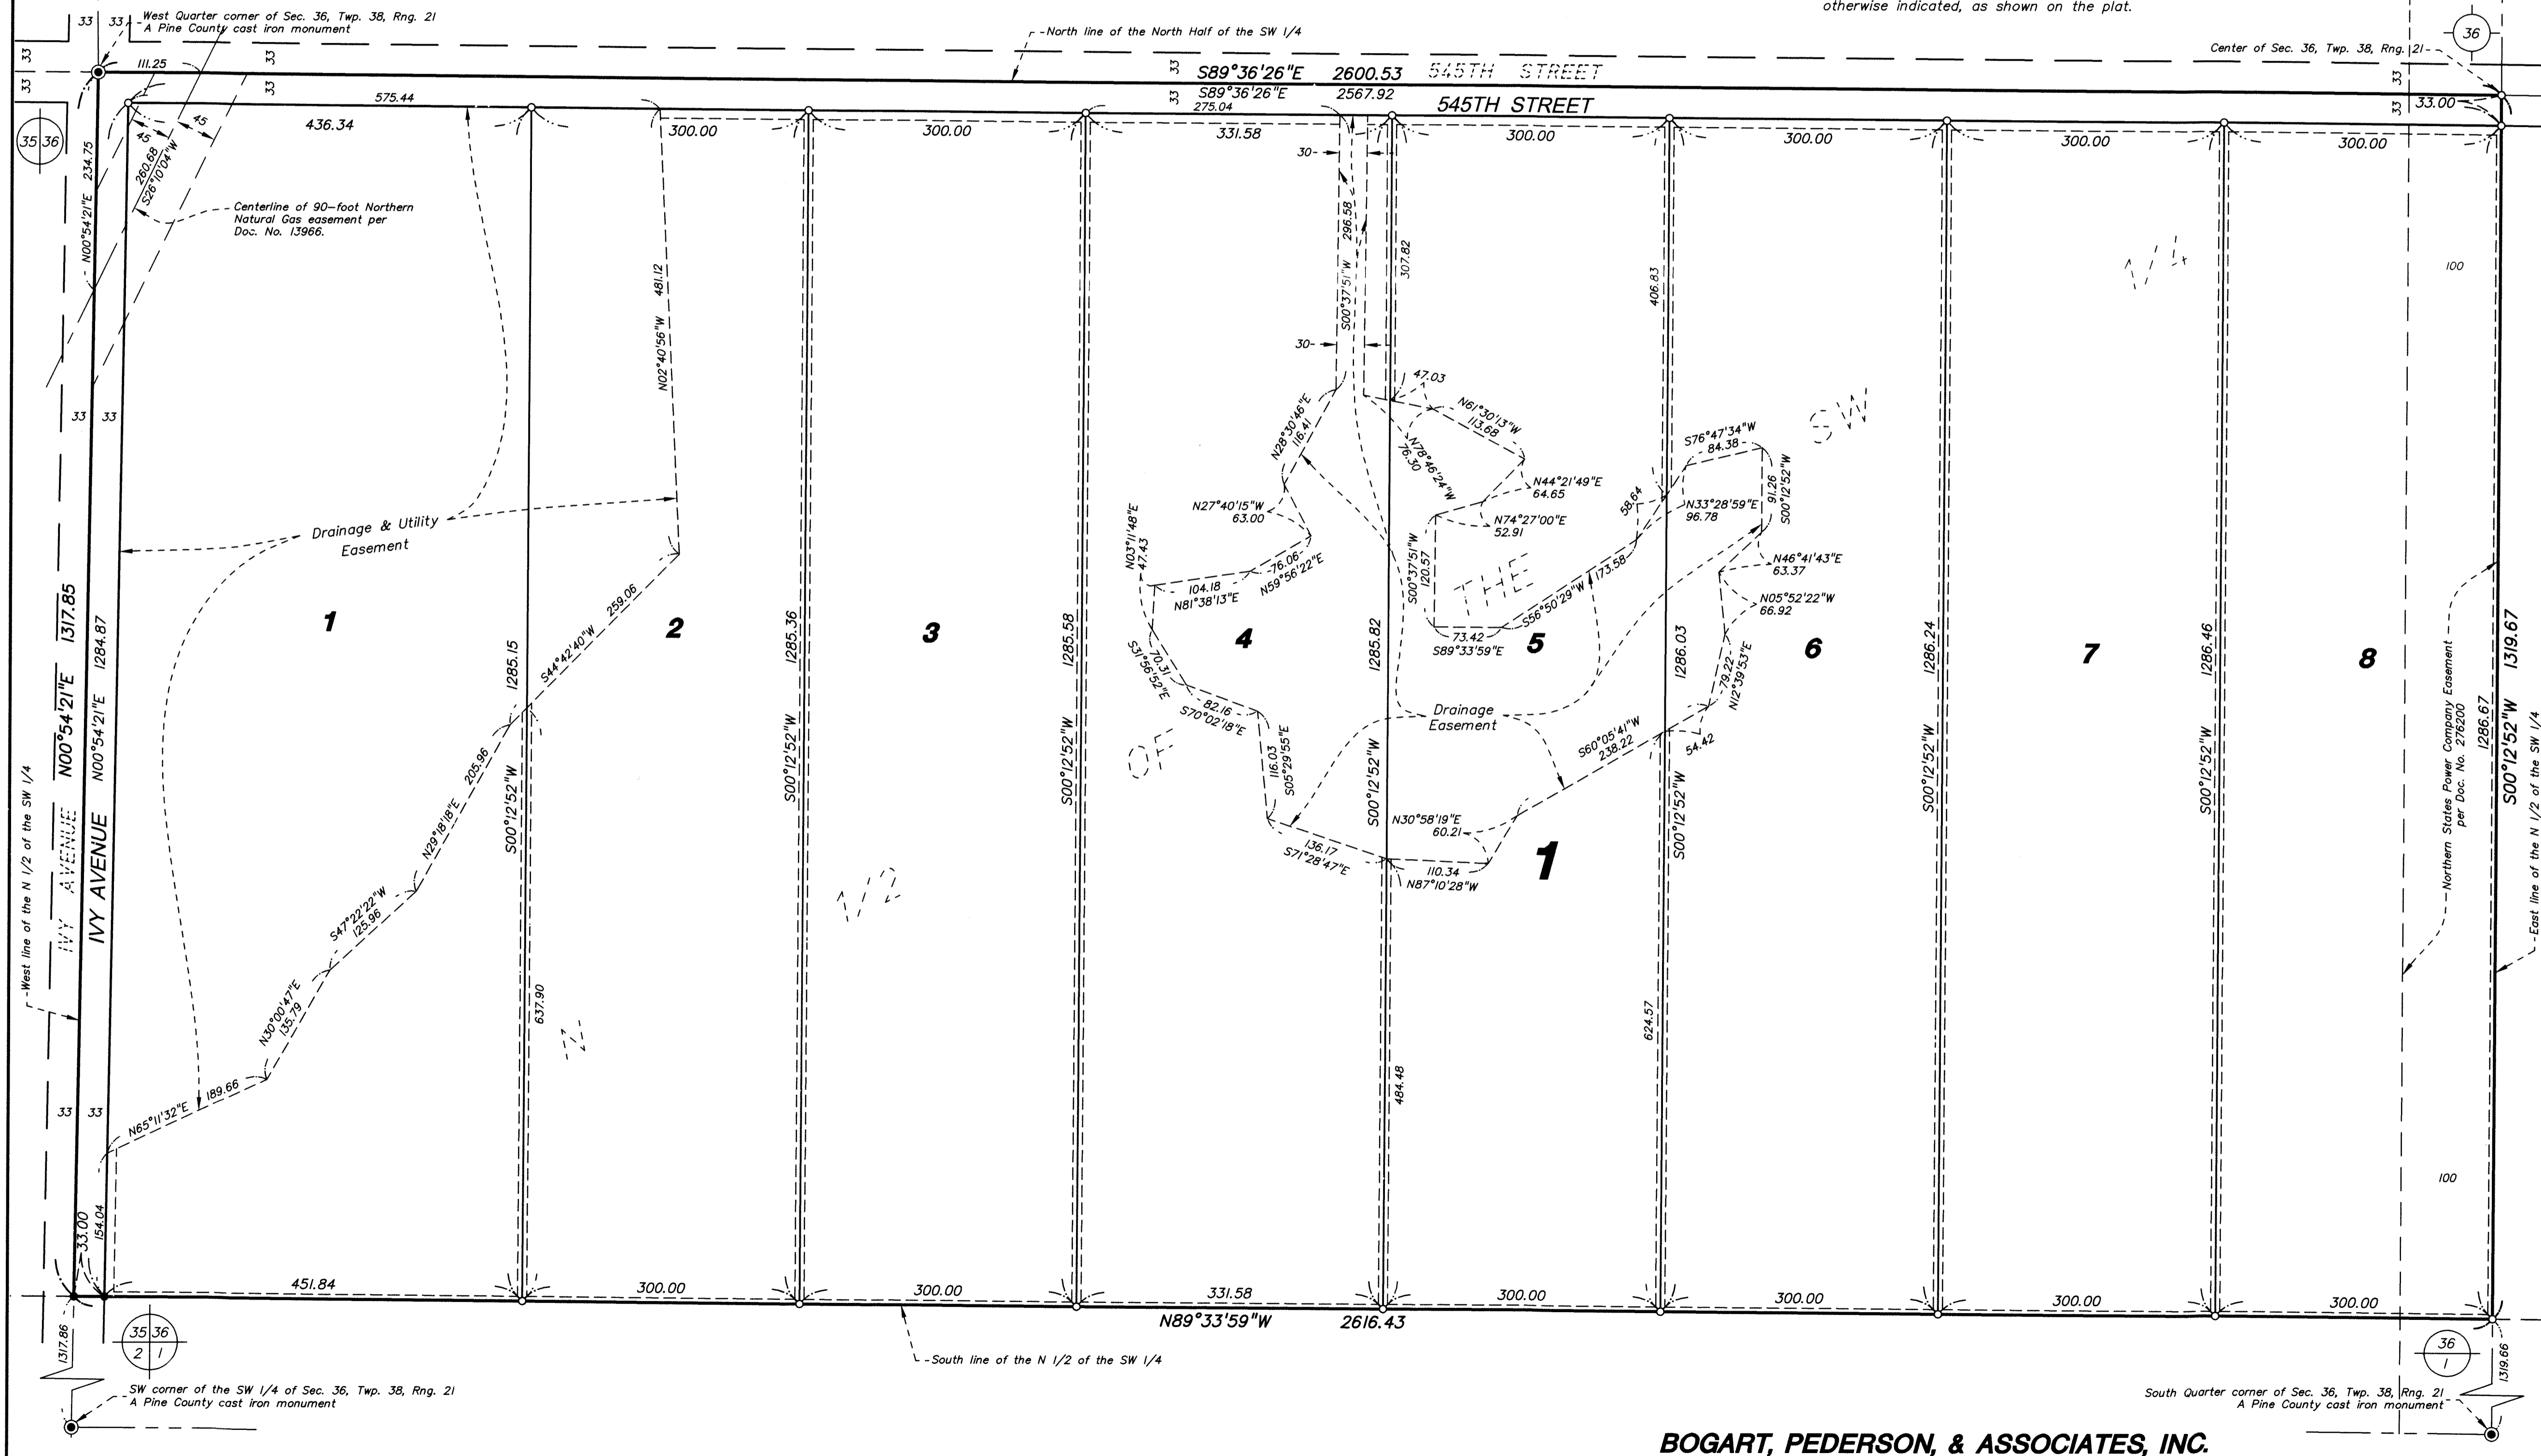 otherwise indicated, as shown on the plat.
33
33
West Quarter corner of Sec. 36, Twp. 38, Rng. 21
A Pine County cast iron monument
North line of the North Half of the SW 1/4
36
Center of Sec. 36, Twp. 38, Rng. 21
33
33
111.25
33
33
33
33
S89°36'26"E 2600.53 545TH STREET
S89°36'26"E 2567.92
545TH STREET
33
33
33.00
575.44
275.04
436.34
300.00
300.00
331.58
300.00
300.00
300.00
300.00
35 36
45
45
260.68
S26°10'04"W
N00°54'21"E 234.75
Centerline of 90-foot Northern
Natural Gas easement per
Doc. No. 13966.
30
30
S00°37'51"W 296.58
307.82
406.83
1/4
100
N02°40'56"W 481.12
33
33
47.03
N61°30'13"W
113.68
N28°30'46"E
116.41
N78°46'24"W
76.30
S76°47'34"W
84.38
SW
91.26
S00°12'52"W
N44°21'49"E
64.65
N27°40'15"W
63.00
N74°27'00"E
52.91
58.64
N33°28'59"E
96.78
Drainage & Utility
Easement
N03°11'48"E
47.43
76.06
N59°56'22"E
104.18
N81°38'13"E
S00°37'51"W
120.57
THE
173.58
S56°50'29"W
N46°41'43"E
63.37
N05°52'22"W
66.92
73.42
S89°33'59"E
1
2
3
4
5
6
7
8
S44°42'40"W 259.06
IVY AVENUE N00°54'21"E 1317.85
IVY AVENUE N00°54'21"E 1284.87
S00°12'52"W 1285.15
S00°12'52"W 1285.36
S00°12'52"W 1285.58
S00°12'52"W 1285.82
S00°12'52"W 1286.03
S00°12'52"W 1286.24
S00°12'52"W 1286.46
1286.67
S00°12'52"W 1319.67
70.31
S31°56'52"E
82.16
S70°02'18"E
OF
116.03
S05°29'55"E
Drainage
Easement
79.22
N12°39'53"E
54.42
S60°05'41"W
238.22
N30°58'19"E
60.21
136.17
S71°28'47"E
110.34
N87°10'28"W
1
1/2
N
West line of the N 1/2 of the SW 1/4
Northern States Power Company Easement
per Doc. No. 276200
East line of the N 1/2 of the SW 1/4
N29°18'18"E 205.96
S47°22'22"W
125.96
N30°00'47"E
135.79
N65°11'32"E 189.66
637.90
484.48
624.57
33
33
100
33.00
154.04
451.84
300.00
300.00
331.58
300.00
300.00
300.00
300.00
N89°33'59"W 2616.43
South line of the N 1/2 of the SW 1/4
1317.86
35 36
2 1
36
1
1319.66
SW corner of the SW 1/4 of Sec. 36, Twp. 38, Rng. 21
A Pine County cast iron monument
South Quarter corner of Sec. 36, Twp. 38, Rng. 21
A Pine County cast iron monument
BOGART, PEDERSON, & ASSOCIATES, INC.